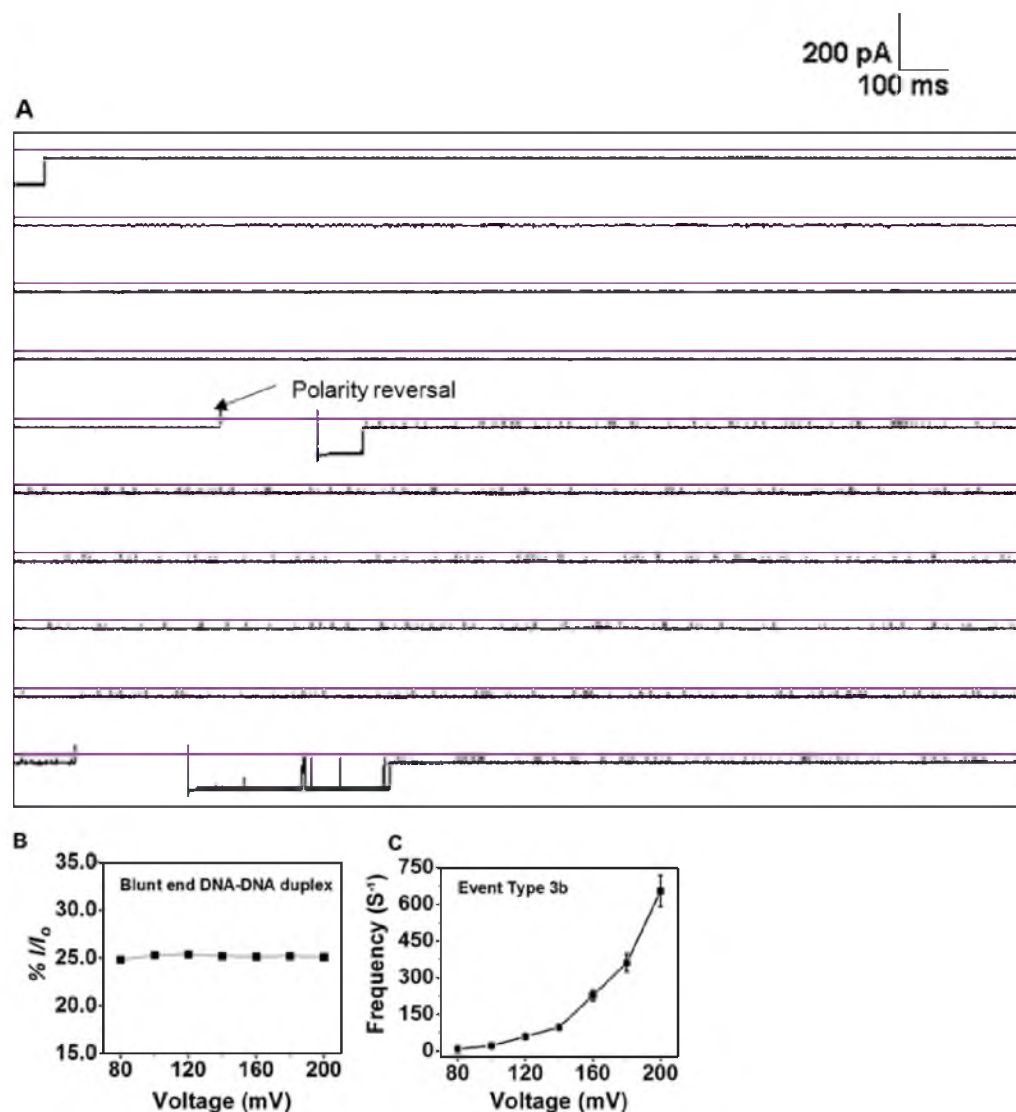 200 pA
100 ms
A
Polarity reversal
B
35.0
30.0
25.0
20.0
15.0
% I/Io
Blunt end DNA-DNA duplex
80
120
160
200
Voltage (mV)
C
750
600
450
300
150
0
Frequency (S-1)
Event Type 3b
80
120
160
200
Voltage (mV)